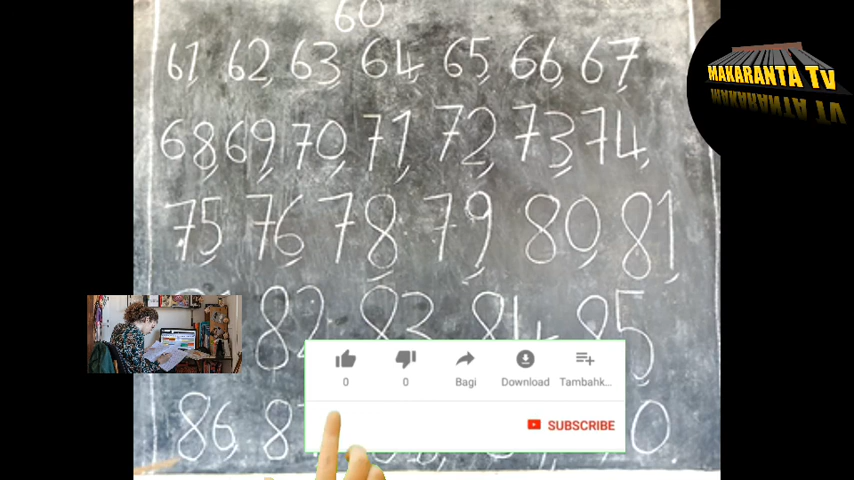 60
61, 62, 63, 64, 65, 66, 67
68, 69, 70, 71, 72, 73, 74,
75, 76, 78, 79, 80, 81,
82, 83, 84, 85,
86, 87
MAKARANTA TV
0
0
Bagi
Download
Tambahk...
SUBSCRIBE